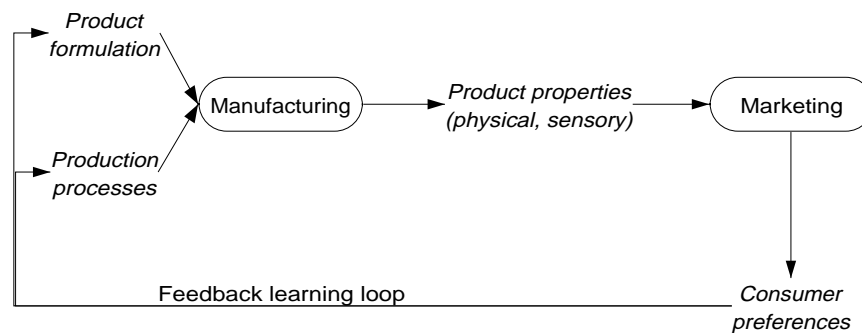 Product
formulation
Manufacturing
Product properties
(physical, sensory)
Marketing
Production
processes
Feedback learning loop
Consumer
preferences